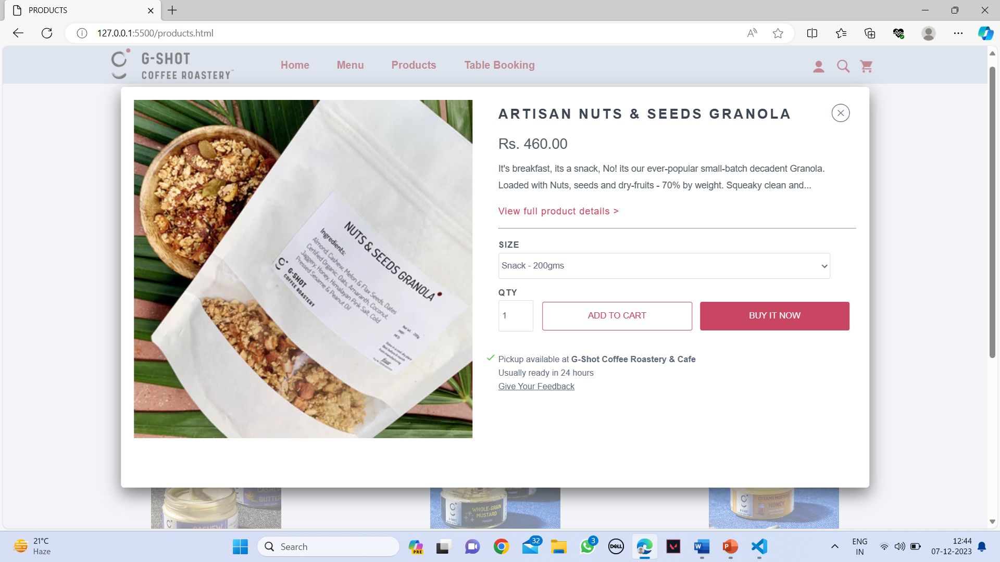 PRODUCTS
127.0.0.1:5500/products.html
G-SHOT
COFFEE ROASTERY™
Home
Menu
Products
Table Booking
ARTISAN NUTS & SEEDS GRANOLA
Rs. 460.00
It's breakfast, its a snack, No! its our ever-popular small-batch decadent Granola.
Loaded with Nuts, seeds and dry-fruits - 70% by weight. Squeaky clean and...
View full product details >
SIZE
Snack - 200gms
QTY
1
ADD TO CART
BUY IT NOW
Pickup available at G-Shot Coffee Roastery & Cafe
Usually ready in 24 hours
Give Your Feedback
NUTS & SEEDS GRANOLA
Ingredients:
Almond, Cashew, Melon & Flax Seeds, Dates
Certified Organic: Oats, Amaranth, Coconut,
Jaggery, Honey, Himalayan Pink Salt, Cold
Pressed Sesame & Peanut Oil
G-SHOT
COFFEE ROASTERY
CASHEW
BUTTER
CASHEW
WHOLE-GRAIN
MUSTARD
G-SHOT
CREAMY MUSTARD
HONEY
21°C
Haze
Search
PRE
32
3
DELL
ENG
IN
12:44
07-12-2023